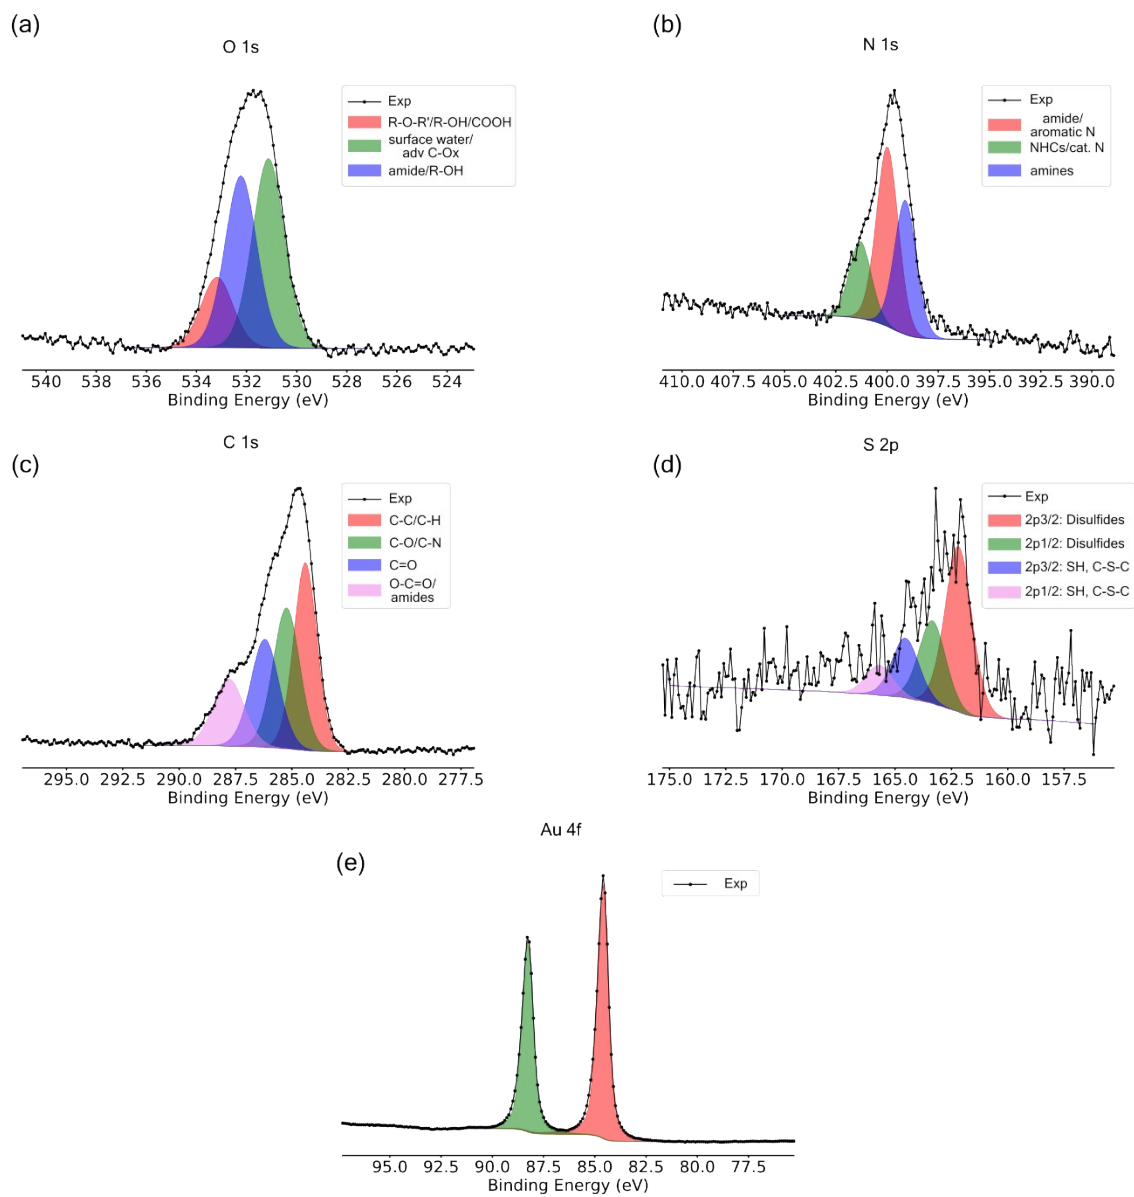 (a)
O 1s
Exp
R-O-R'/R-OH/COOH
surface water/
adv C-Ox
amide/R-OH
540 538 536 534 532 530 528 526 524
Binding Energy (eV)
(b)
N 1s
Exp
amide/
aromatic N
NHCs/cat. N
amines
410.0 407.5 405.0 402.5 400.0 397.5 395.0 392.5 390.0
Binding Energy (eV)
(c)
C 1s
Exp
C-C/C-H
C-O/C-N
C=O
O-C=O/
amides
295.0 292.5 290.0 287.5 285.0 282.5 280.0 277.5
Binding Energy (eV)
(d)
S 2p
Exp
2p3/2: Disulfides
2p1/2: Disulfides
2p3/2: SH, C-S-C
2p1/2: SH, C-S-C
175.0 172.5 170.0 167.5 165.0 162.5 160.0 157.5
Binding Energy (eV)
(e)
Au 4f
Exp
95.0 92.5 90.0 87.5 85.0 82.5 80.0 77.5
Binding Energy (eV)